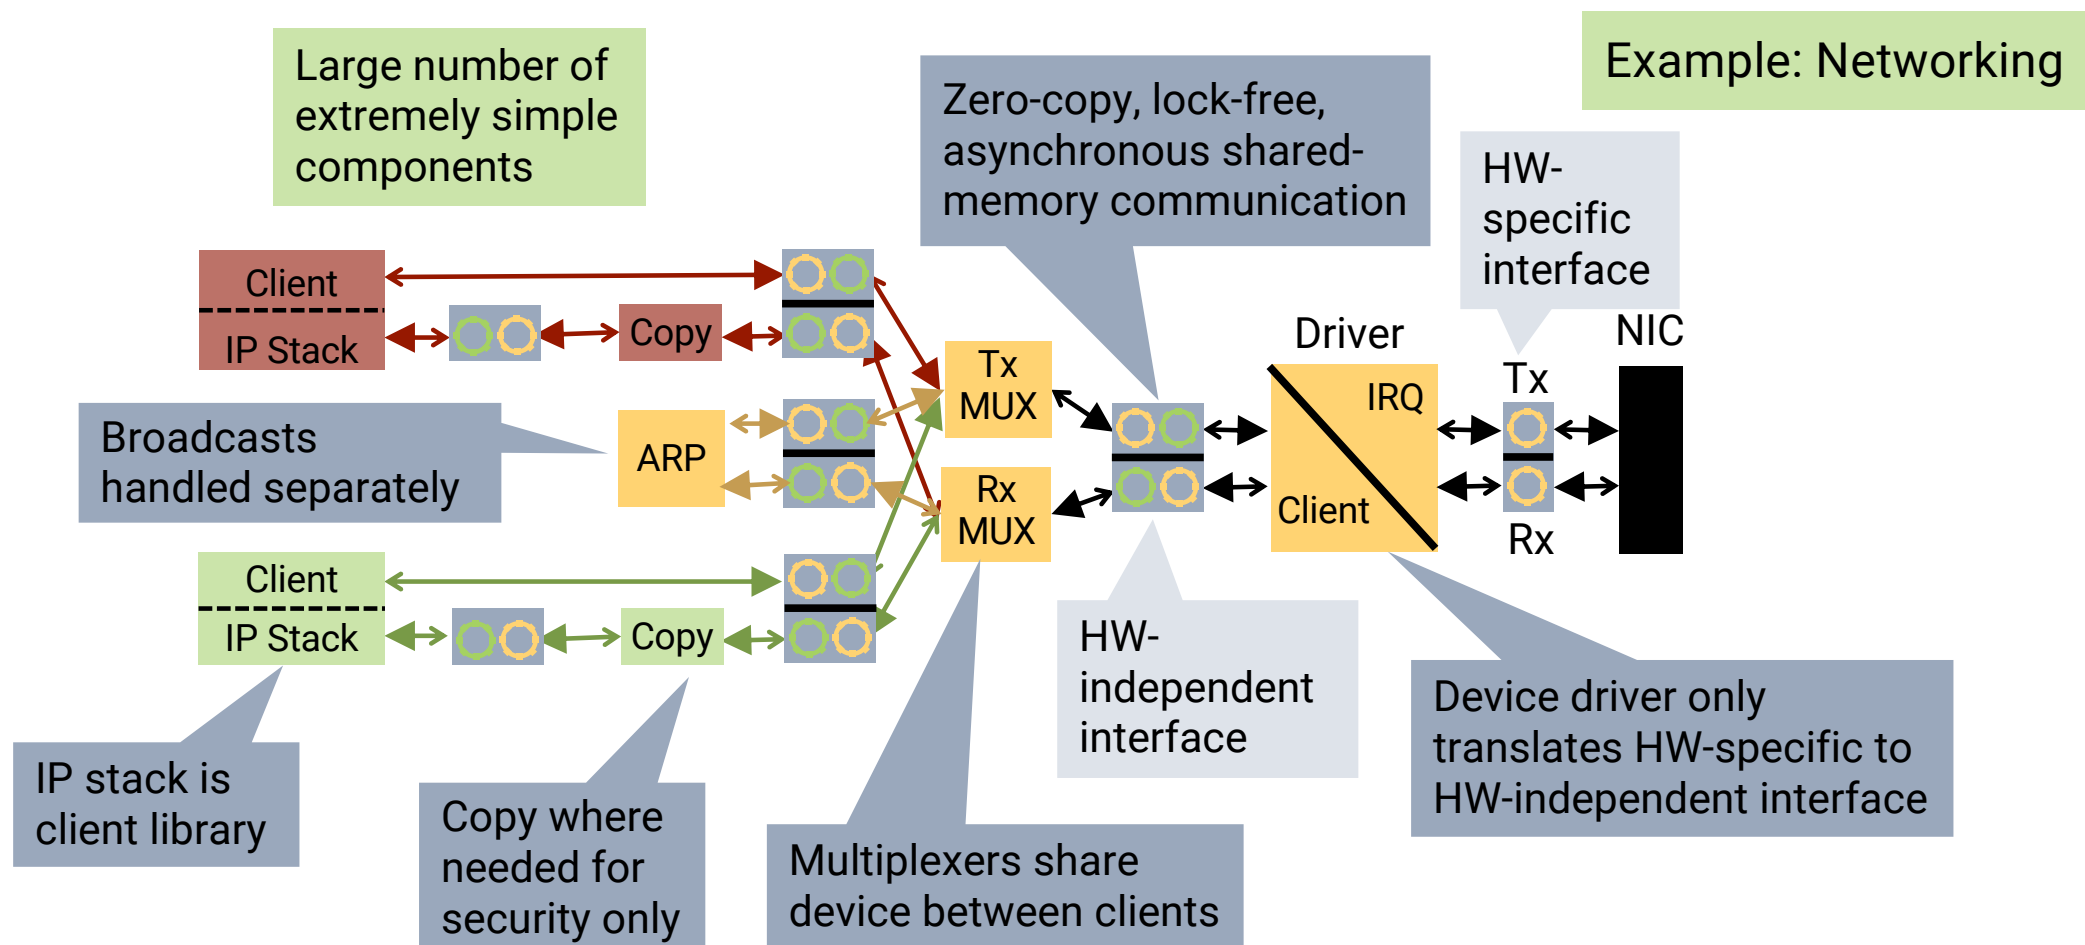 Large number of
extremely simple
components
Example: Networking
Zero-copy, lock-free,
asynchronous shared-
memory communication
HW-
specific
interface
Client
IP Stack
Copy
Tx
MUX
Driver
IRQ
Client
Tx
Rx
NIC
Broadcasts
handled separately
ARP
Rx
MUX
Client
IP Stack
Copy
HW-
independent
interface
Device driver only
translates HW-specific to
HW-independent interface
IP stack is
client library
Copy where
needed for
security only
Multiplexers share
device between clients